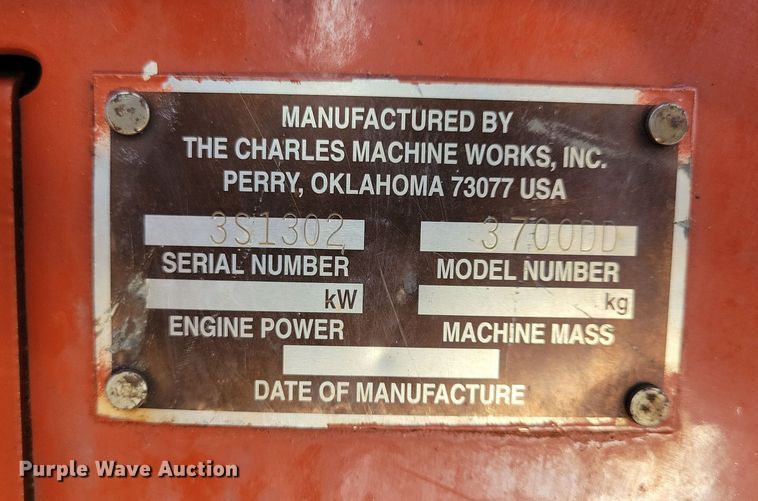 MANUFACTURED BY
THE CHARLES MACHINE WORKS, INC.
PERRY, OKLAHOMA 73077 USA
3S1302 3700DD
SERIAL NUMBER MODEL NUMBER
kW kg
ENGINE POWER MACHINE MASS
DATE OF MANUFACTURE
Purple Wave Auction